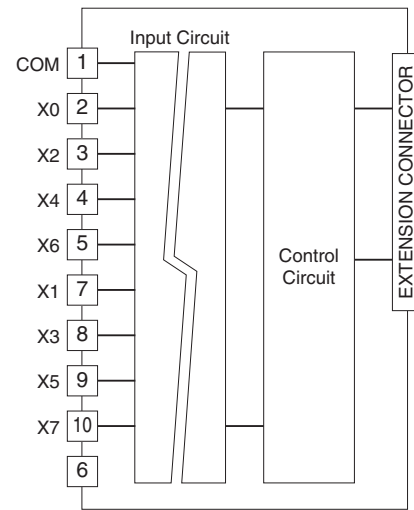 Input Circuit
COM 1
X0 2
X2 3
X4 4
X6 5
X1 7
X3 8
X5 9
X7 10
6
Control
Circuit
EXTENSION CONNECTOR